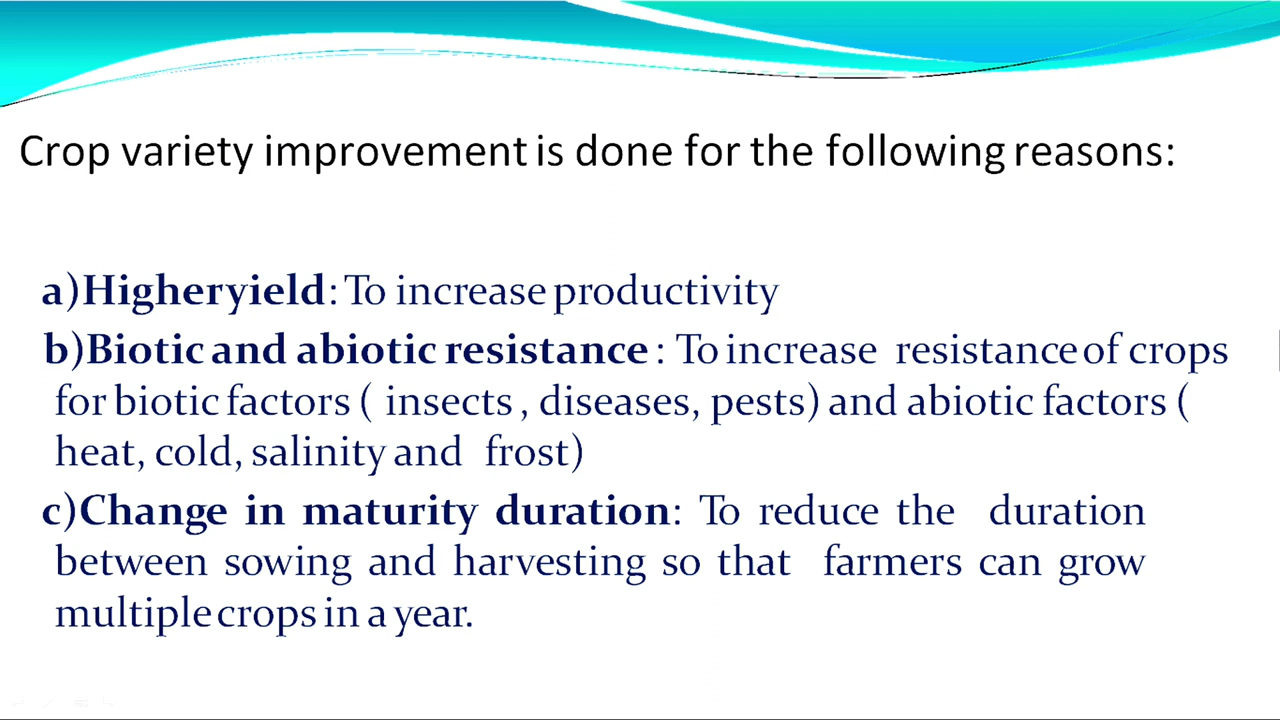 Crop variety improvement is done for the following reasons:
a)Higheryield: To increase productivity
b)Biotic and abiotic resistance : To increase resistance of crops
for biotic factors ( insects , diseases, pests) and abiotic factors (
heat, cold, salinity and frost)
c)Change in maturity duration: To reduce the duration
between sowing and harvesting so that farmers can grow
multiple crops in a year.